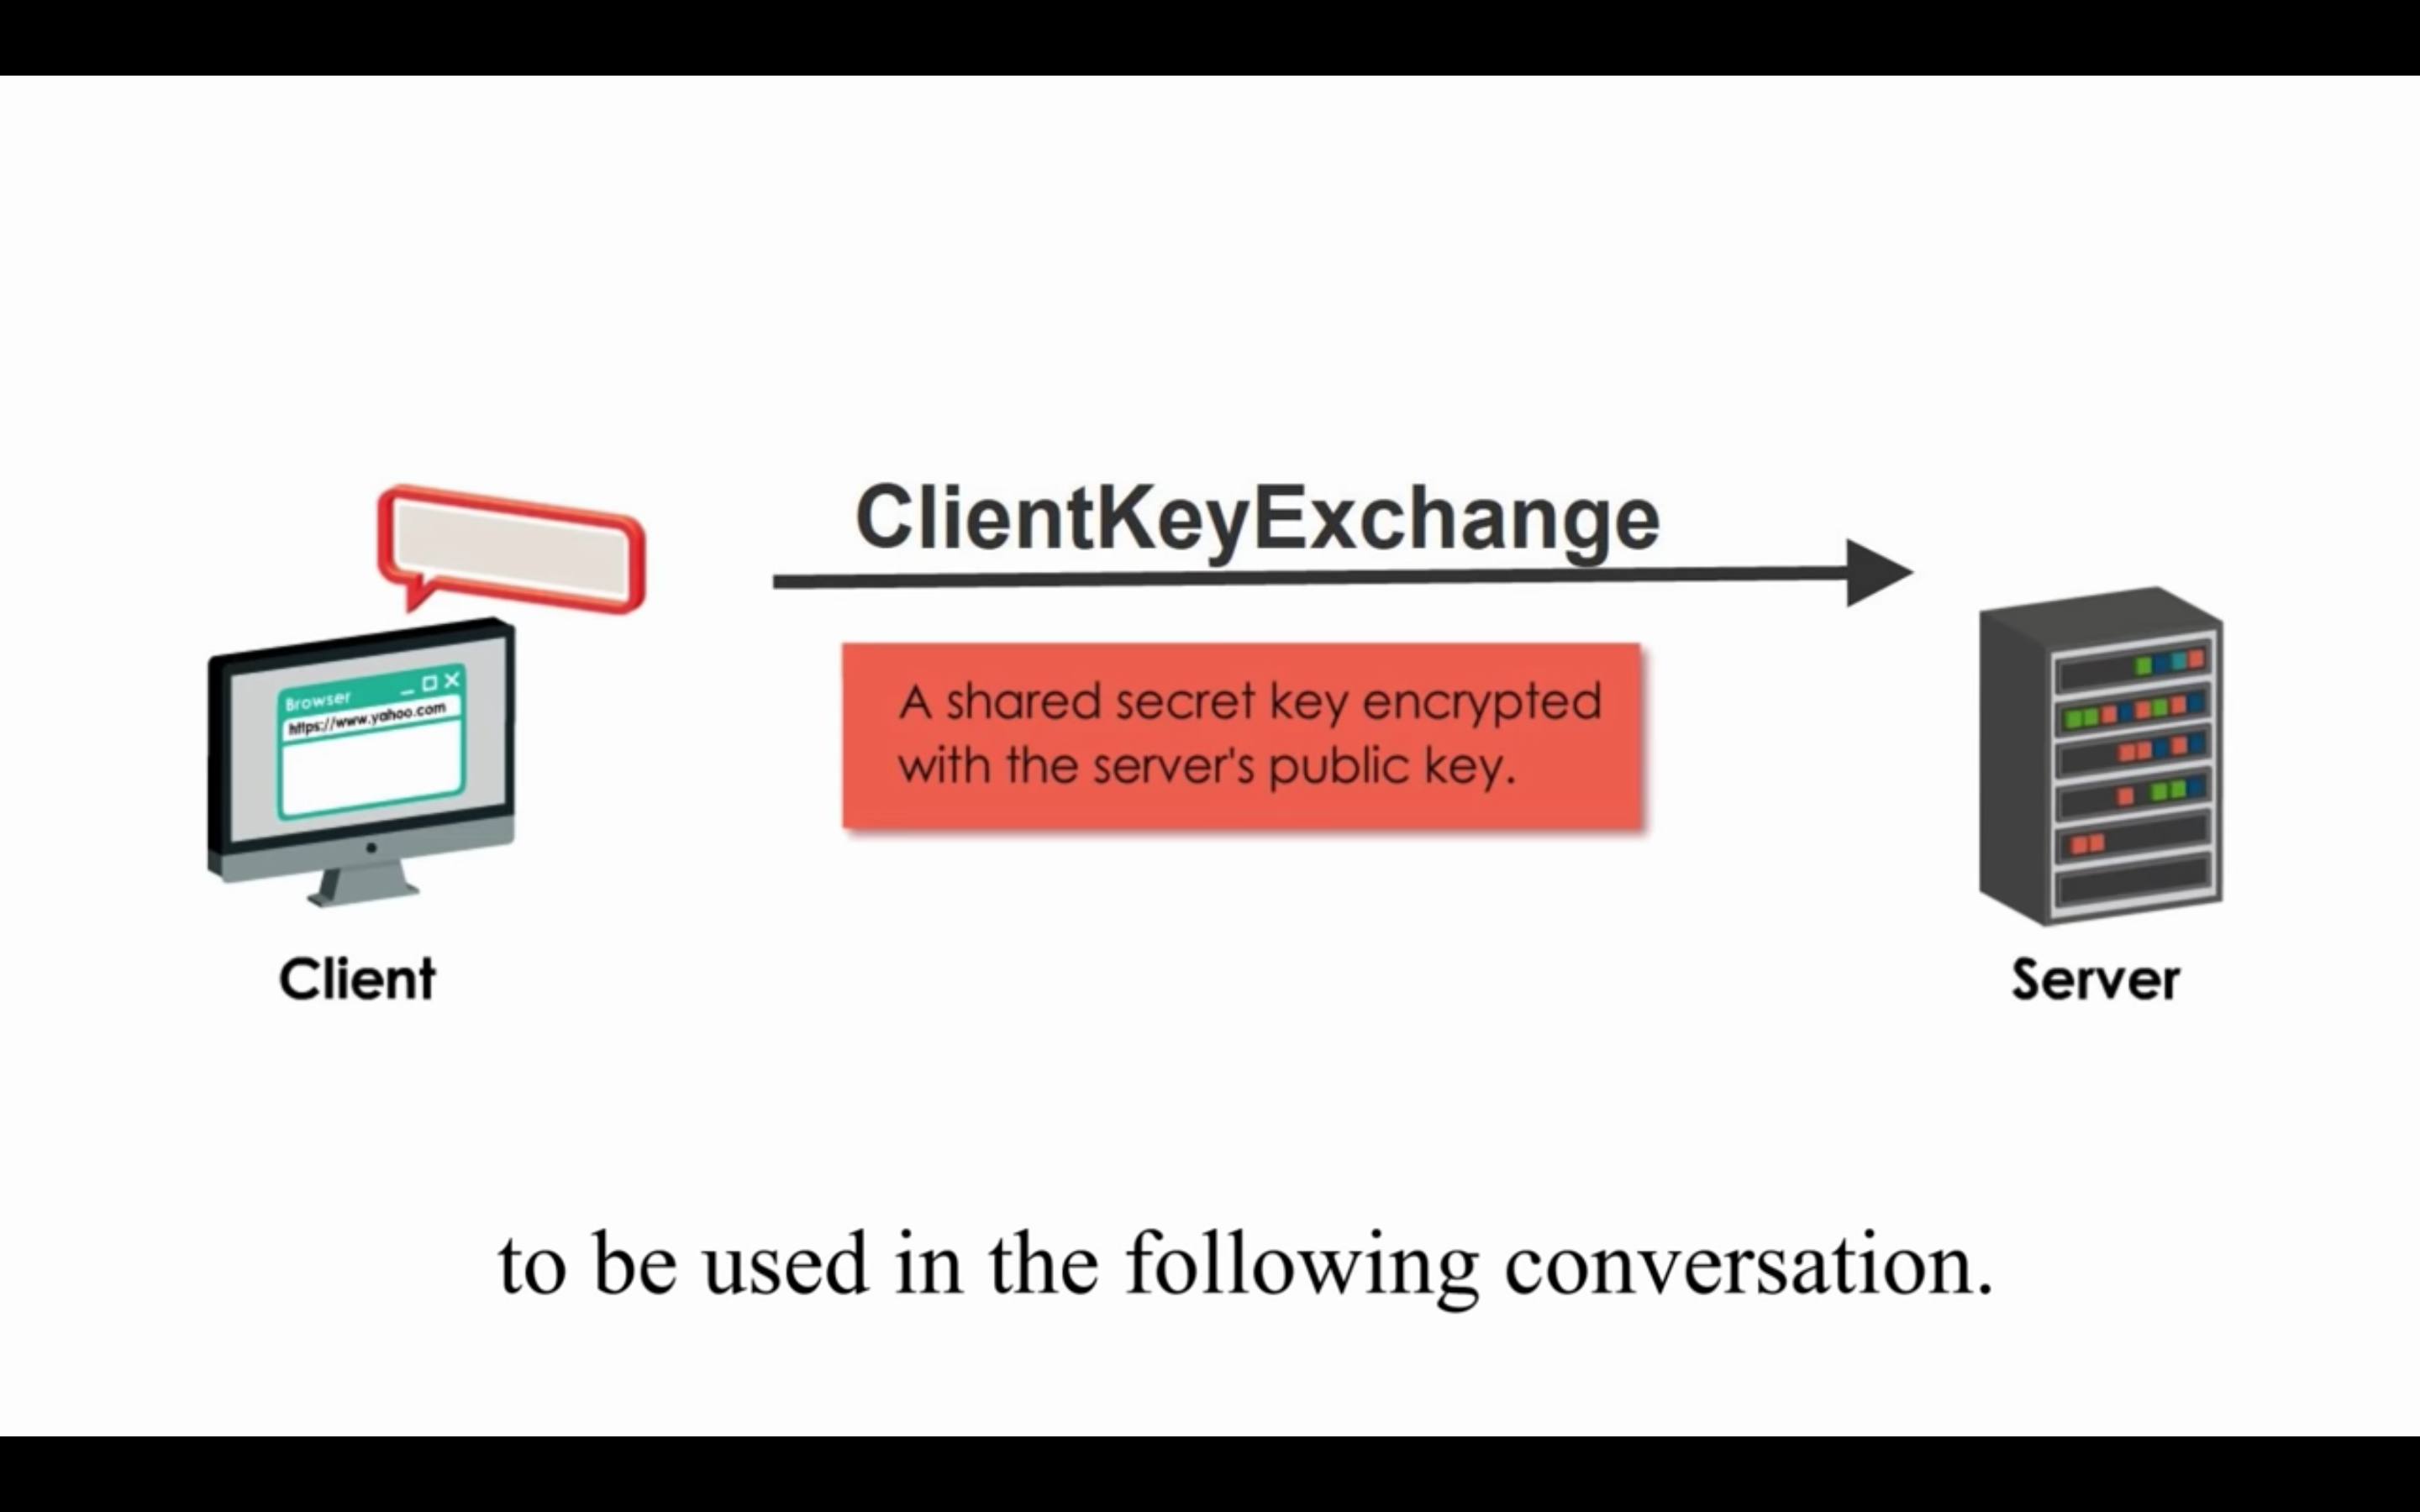 ClientKeyExchange
Browser
https://www.yahoo.com
A shared secret key encrypted
with the server's public key.
Client
Server
to be used in the following conversation.